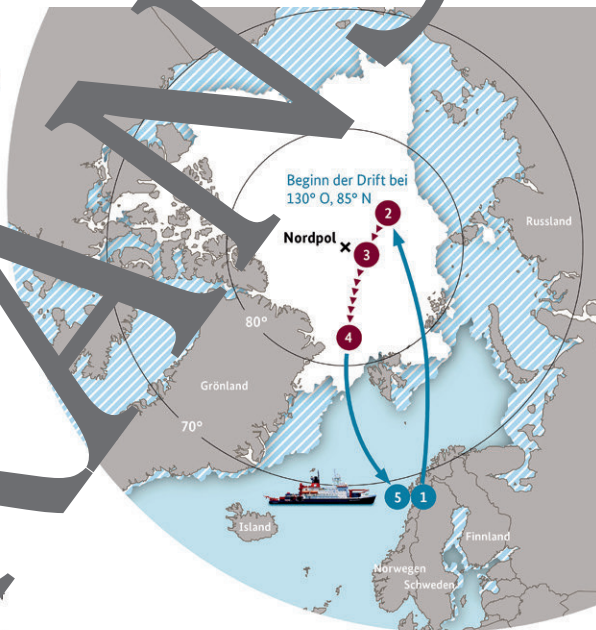 Beginn der Drift bei
130° O, 85° N
2
Nordpol
3
Russland
80°
4
Grönland
70°
5
1
Island
Finnland
Norwegen
Schweden